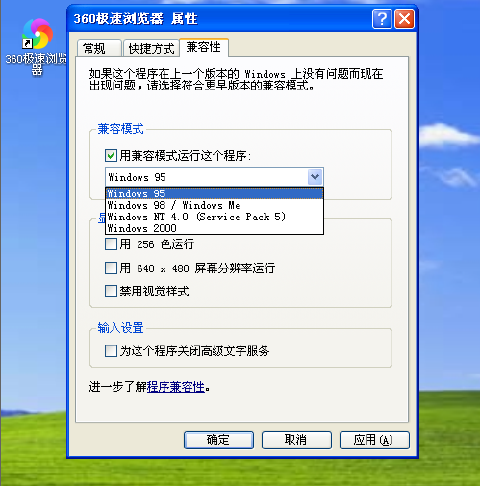 360极速浏览器 属性
360极速浏览
器
常规 快捷方式 兼容性
如果这个程序在上一个版本的 Windows 上没有问题而现在
出现问题,请选择符合更早版本的兼容模式。
兼容模式
用兼容模式运行这个程序:
Windows 95
Windows 95
Windows 98 / Windows Me
Windows NT 4.0 (Service Pack 5)
Windows 2000
用 256 色运行
用 640 x 480 屏幕分辨率运行
禁用视觉样式
输入设置
为这个程序关闭高级文字服务
进一步了解程序兼容性。
确定 取消 应用(A)